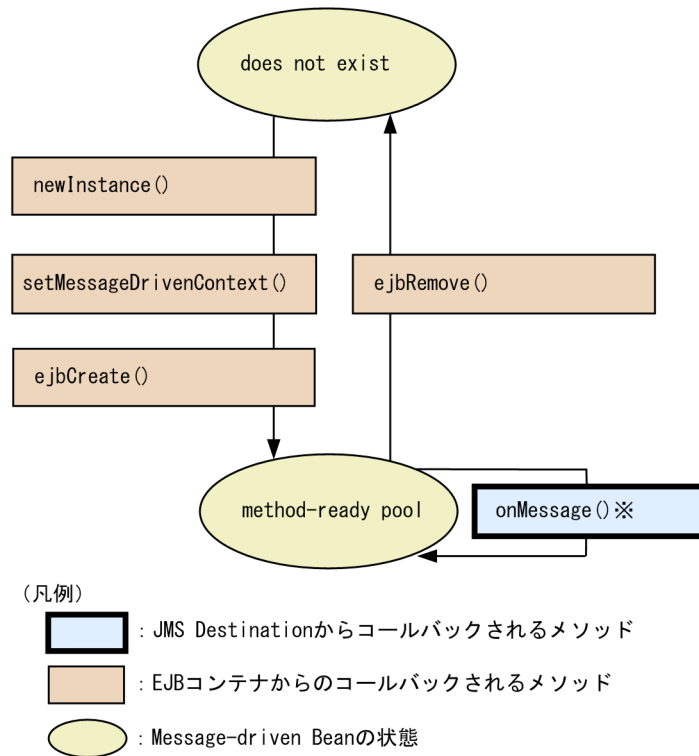 does not exist
newInstance()
setMessageDrivenContext()
ejbRemove()
ejbCreate()
method-ready pool
onMessage()※
(凡例)
：JMS Destinationからコールバックされるメソッド
：EJBコンテナからのコールバックされるメソッド
：Message-driven Beanの状態